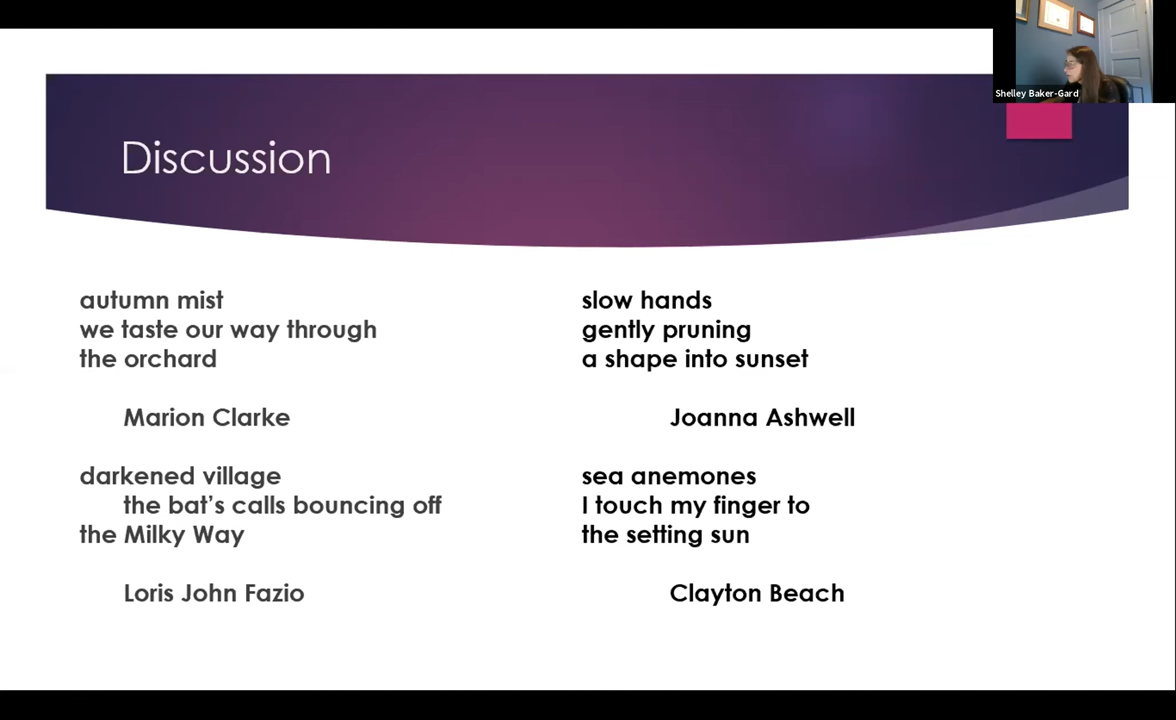 Shelley Baker-Gard
Discussion
autumn mist
we taste our way through
the orchard
Marion Clarke
darkened village
the bat's calls bouncing off
the Milky Way
Loris John Fazio
slow hands
gently pruning
a shape into sunset
Joanna Ashwell
sea anemones
I touch my finger to
the setting sun
Clayton Beach